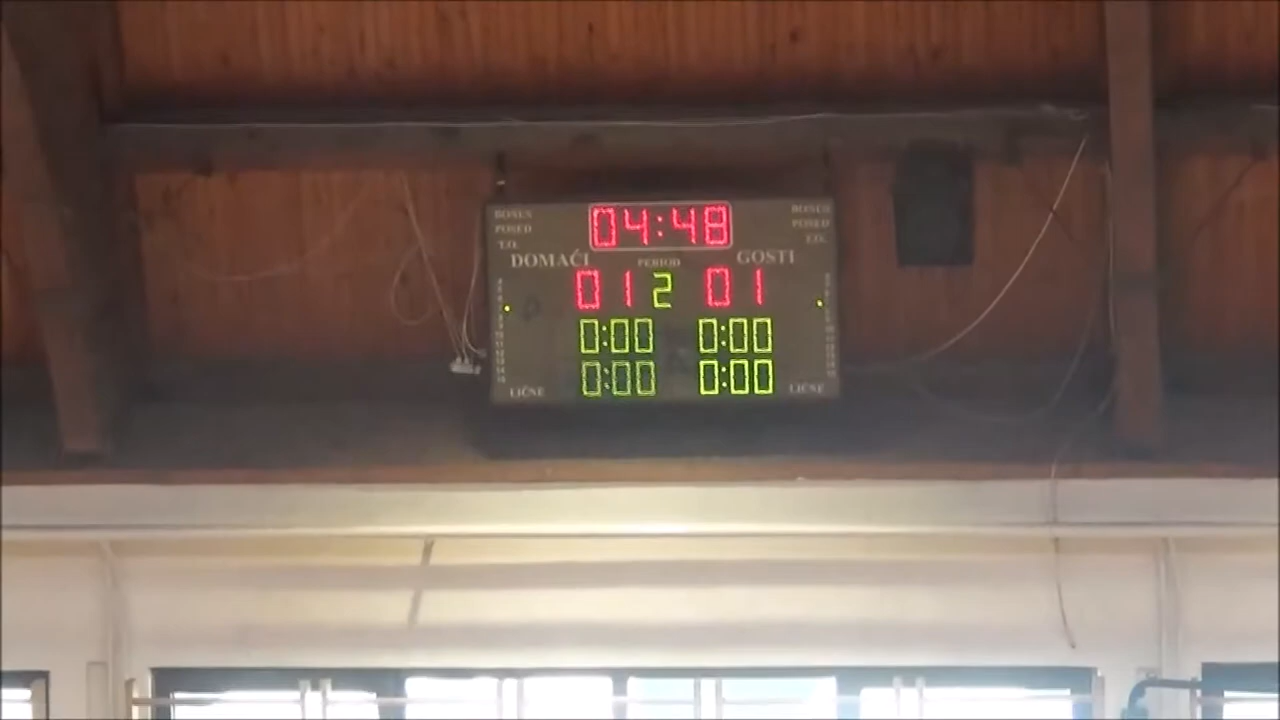 BONUS 04:48 BONUS
POSED POSED
T.O. T.O.
DOMAĆI PERIOD GOSTI
01 2 01
0:00 0:00
0:00 0:00
LIČNE LIČNE